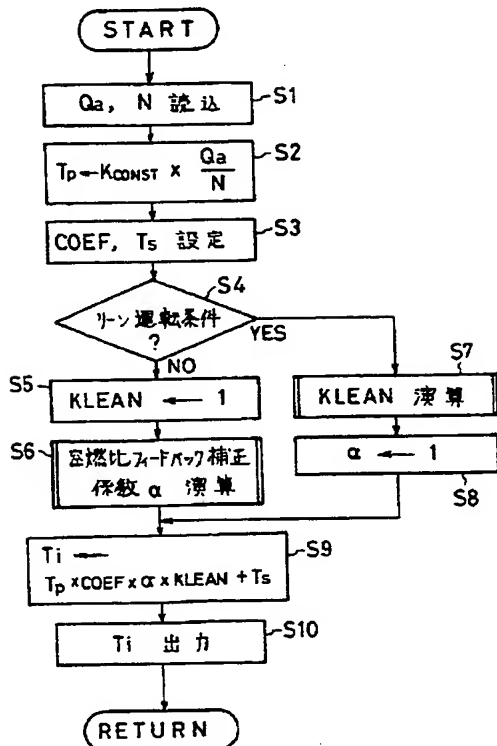 START
Qa, N 読込
S1
Tp←KCONST × Qa/N
S2
COEF, Ts 設定
S3
リーン運転条件
?
S4
YES
NO
S5
KLEAN ← 1
S7
KLEAN 演算
S6
空燃比フィードバック補正
係数 α 演算
α ← 1
S8
Ti ←
Tp×COEF×α×KLEAN+Ts
S9
Ti 出力
S10
RETURN